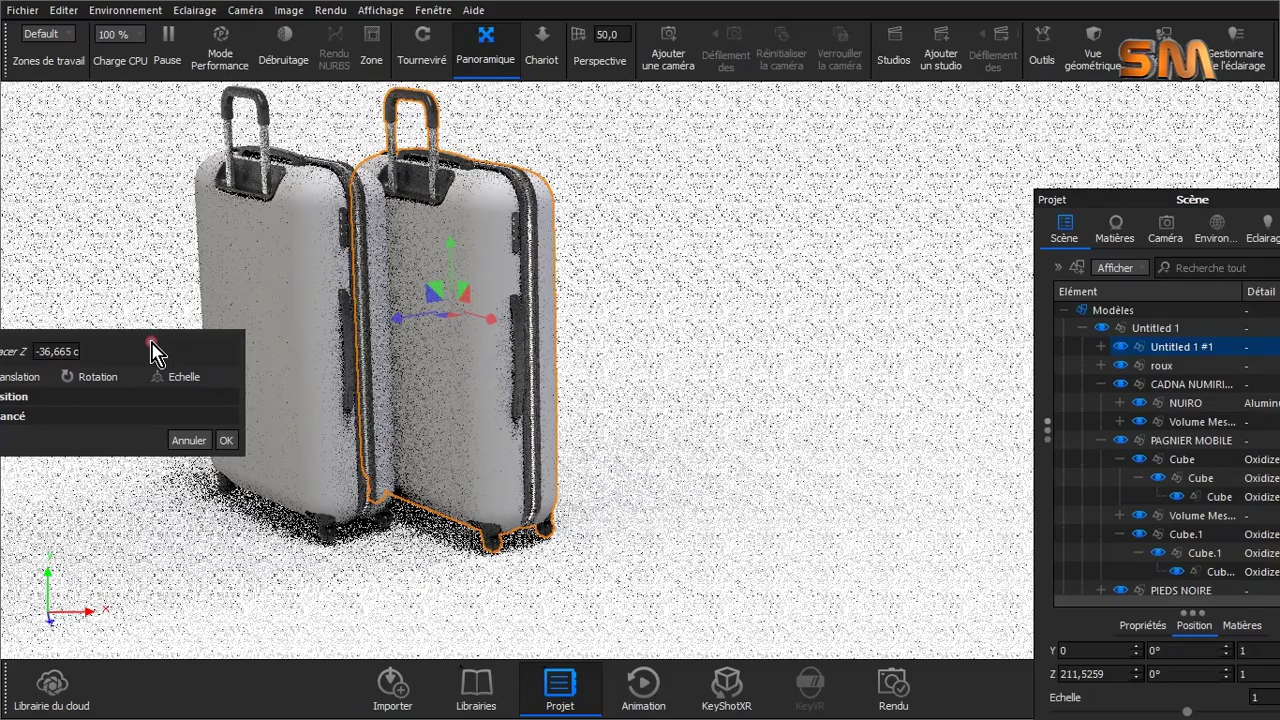 Fichier Editer Environnement Eclairage Caméra Image Rendu Affichage Fenêtre Aide
Default 100 % 50,0
Zones de travail Charge CPU Pause Mode Performance Débruitage Rendu NURBS Zone Tourneviré Panoramique Chariot Perspective Ajouter une caméra Défilement des Réinitialiser la caméra Verrouiller la caméra Studios Ajouter un studio Défilement des Outils Vue géométrique SM Gestionnaire de l'éclairage
Projet Scène
Scène Matières Caméra Environ... Eclairag
Afficher Recherche tout
Elément Détail
Modèles -
Untitled 1 -
Untitled 1 #1 -
roux -
CADNA NUMIRI... -
NUIRO Alumin
Volume Mes... -
PAGNIER MOBILE -
Cube Oxidize
Cube Oxidize
Cube Oxidize
Volume Mes... -
Cube.1 Oxidize
Cube.1 Oxidize
Cub... Oxidize
PIEDS NOIRE -
Propriétés Position Matières
Y 0 0° 1
Z 211,5259 0° 1
Echelle 1
acer Z -36,665 c
anslation Rotation Echelle
sition
ancé
Annuler OK
Y
X
Librairie du cloud Importer Librairies Projet Animation KeyShotXR KeyVR Rendu